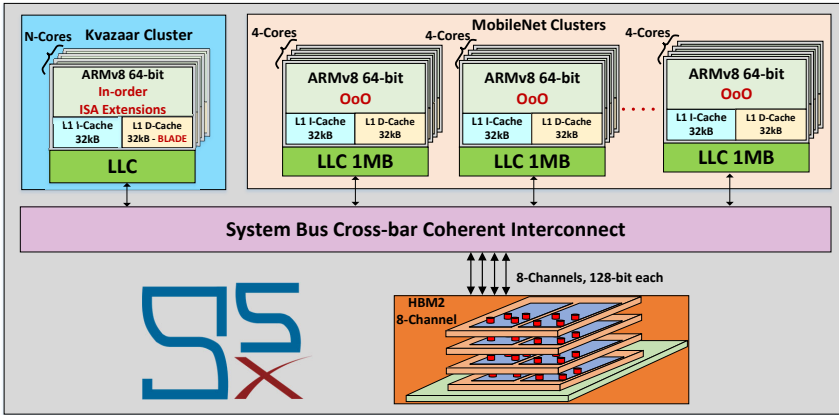 N-Cores
Kvazaar Cluster
ARMv8 64-bit
In-order
ISA Extensions
L1 I-Cache
32kB
L1 D-Cache
32kB - BLADE
LLC
MobileNet Clusters
4-Cores
ARMv8 64-bit
OoO
L1 I-Cache
32kB
L1 D-Cache
32kB
LLC 1MB
4-Cores
ARMv8 64-bit
OoO
L1 I-Cache
32kB
L1 D-Cache
32kB
LLC 1MB
4-Cores
ARMv8 64-bit
OoO
L1 I-Cache
32kB
L1 D-Cache
32kB
LLC 1MB
System Bus Cross-bar Coherent Interconnect
8-Channels, 128-bit each
HBM2
8-Channel
g5x